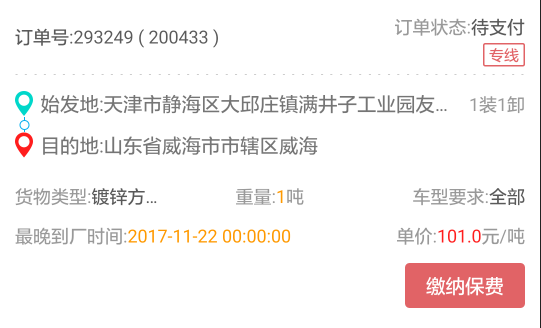 订单号:293249 ( 200433 )
订单状态:待支付
专线
始发地:天津市静海区大邱庄镇满井子工业园友... 1装1卸
目的地:山东省威海市市辖区威海
货物类型:镀锌方... 重量:1吨 车型要求:全部
最晚到厂时间:2017-11-22 00:00:00 单价:101.0元/吨
缴纳保费